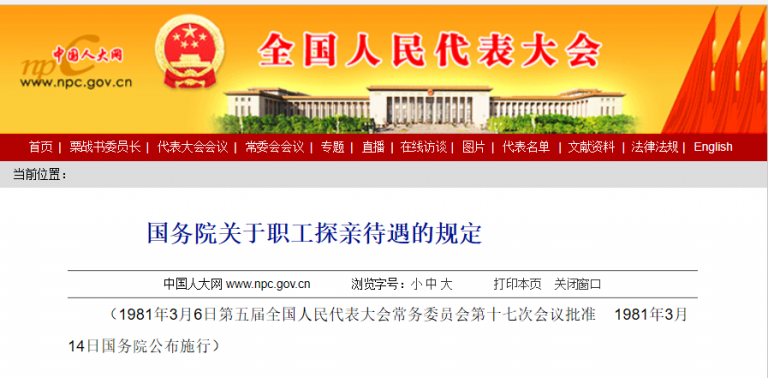 中国人大网
npc
www.npc.gov.cn
全国人民代表大会
首页 | 栗战书委员长 | 代表大会会议 | 常委会会议 | 专题 | 直播 | 在线访谈 | 图片 | 代表名单 | 文献资料 | 法律法规 | English
当前位置：
国务院关于职工探亲待遇的规定
中国人大网 www.npc.gov.cn 浏览字号：小 中 大 打印本页 关闭窗口
（1981年3月6日第五届全国人民代表大会常务委员会第十七次会议批准 1981年3月
14日国务院公布施行）